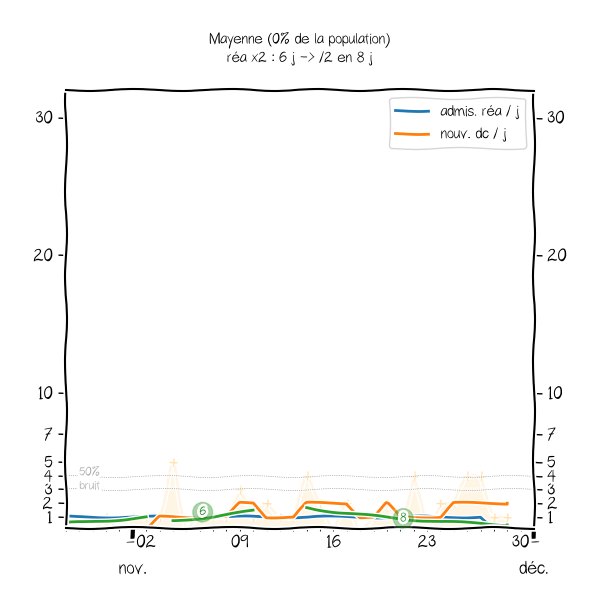 Mayenne (0% de la population)
réa x2 : 6 j -> /2 en 8 j
admis. réa / j
nouv. dc / j
30 30
20 20
10 10
7 7
5 5
50%
4 4
bruit
3 3
2 2
1 1
6
8
02 09 16 23 30
nov. déc.